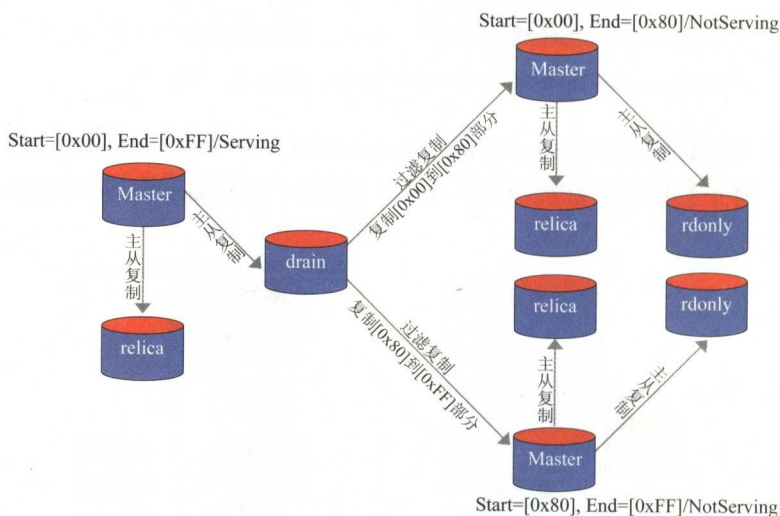 Start=[0x00], End=[0x80]/NotServing
Master
Start=[0x00], End=[0xFF]/Serving
Master
主从复制
relica
主从复制
drain
过滤复制
复制[0x00]到[0x80]部分
主从复制
主从复制
relica
rdonly
relica
rdonly
过滤复制
复制[0x80]到[0xFF]部分
主从复制
主从复制
Master
Start=[0x80], End=[0xFF]/NotServing